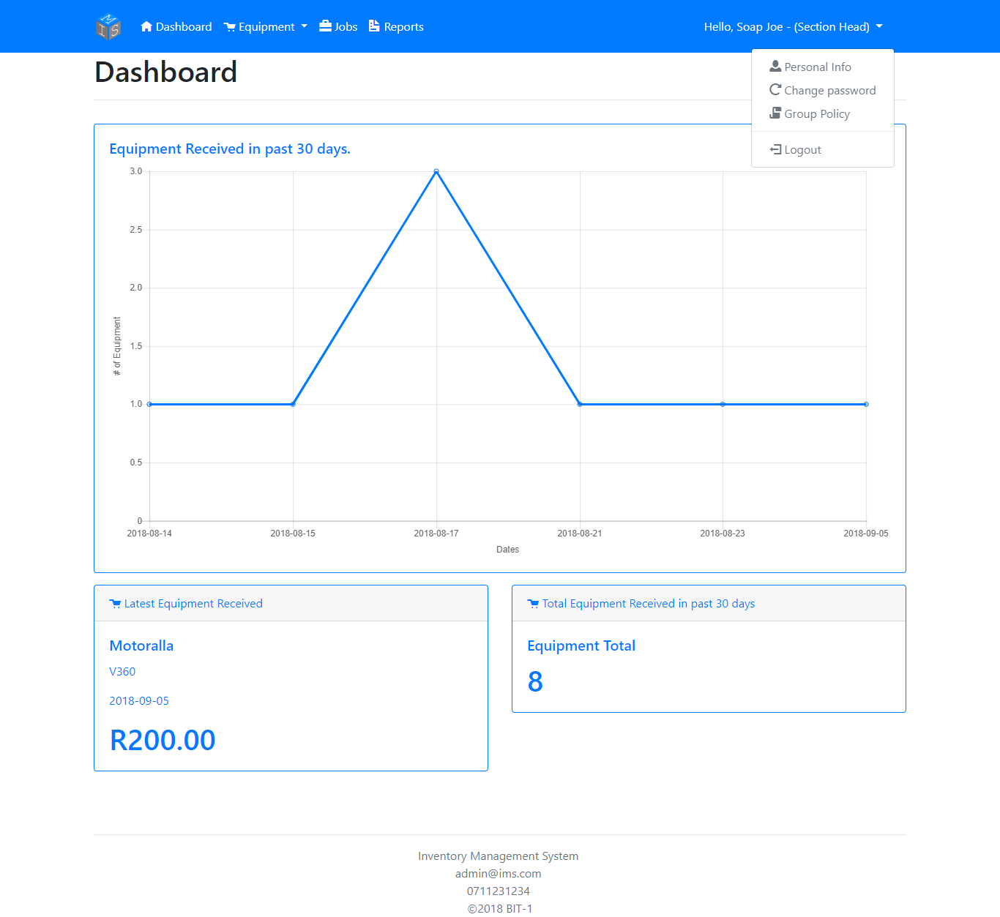 MIS
Dashboard
Equipment
Jobs
Reports
Hello, Soap Joe - (Section Head)
Personal Info
Change password
Group Policy
Logout
Dashboard
Equipment Received in past 30 days.
3.0
2.5
2.0
1.5
1.0
0.5
0
# of Equipment
2018-08-14
2018-08-15
2018-08-17
2018-08-21
2018-08-23
2018-09-05
Dates
Latest Equipment Received
Motoralla
V360
2018-09-05
R200.00
Total Equipment Received in past 30 days
Equipment Total
8
Inventory Management System
admin@ims.com
0711231234
©2018 BIT-1